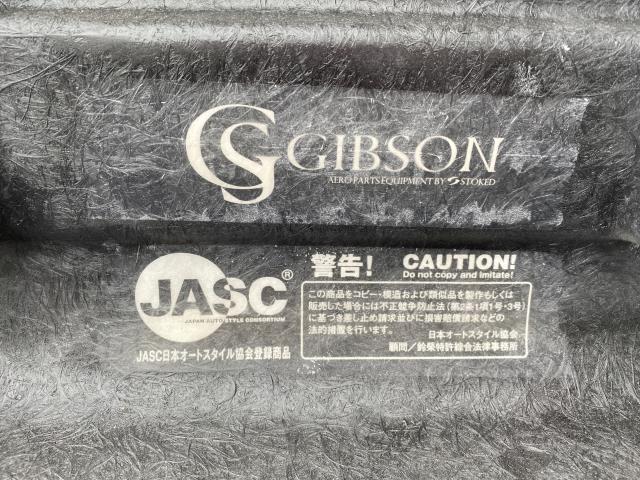 GS GIBSON
AERO PARTS EQUIPMENT BY STOKED
JASC®
JAPAN AUTO STYLE CONSORTIUM
JASC日本オートスタイル協会登録商品
警告! CAUTION!
Do not copy and imitate!
この商品をコピー・模造および類似品を製作もしくは
販売した場合には不正競争防止法(第2条1項1号・3号)
に基づき差し止め請求並びに損害賠償請求などの
法的措置を行います。
日本オートスタイル協会
顧問/鈴榮特許綜合法律事務所